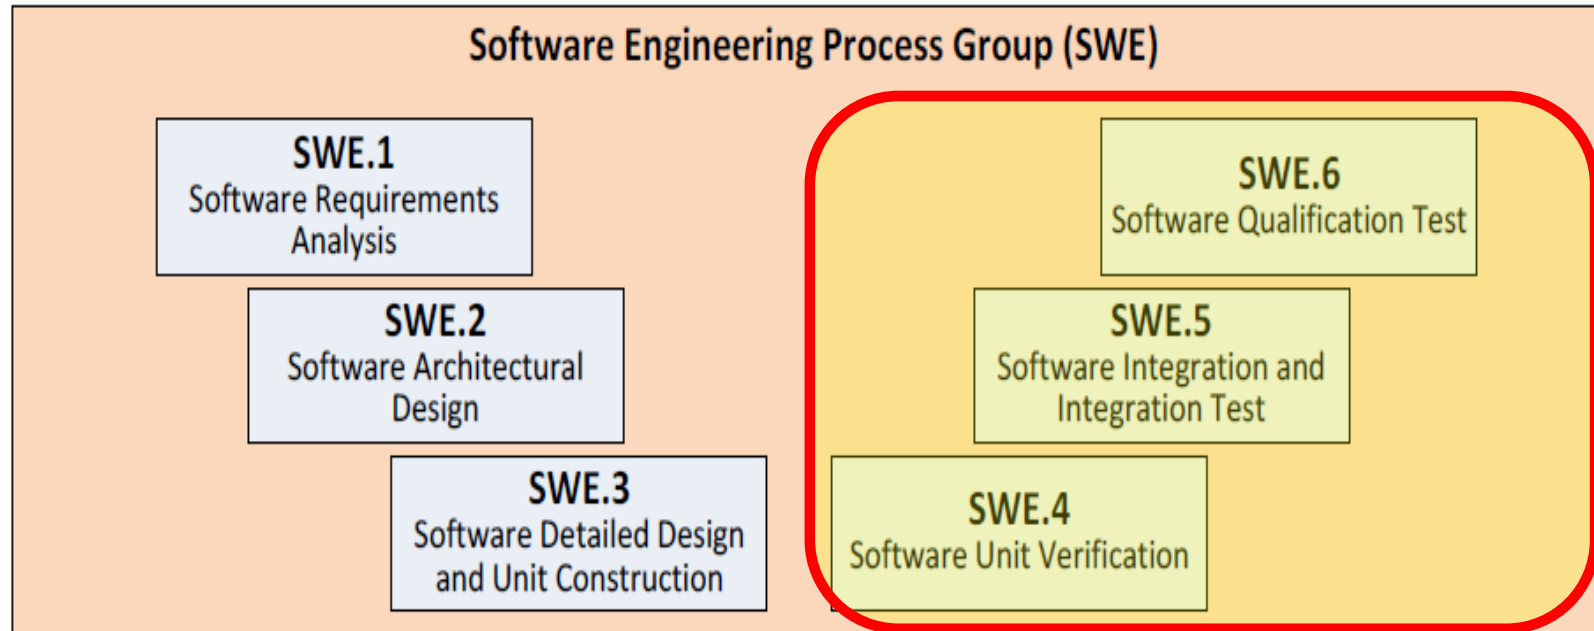 Software Engineering Process Group (SWE)
SWE.1
Software Requirements
Analysis
SWE.2
Software Architectural
Design
SWE.3
Software Detailed Design
and Unit Construction
SWE.6
Software Qualification Test
SWE.5
Software Integration and
Integration Test
SWE.4
Software Unit Verification